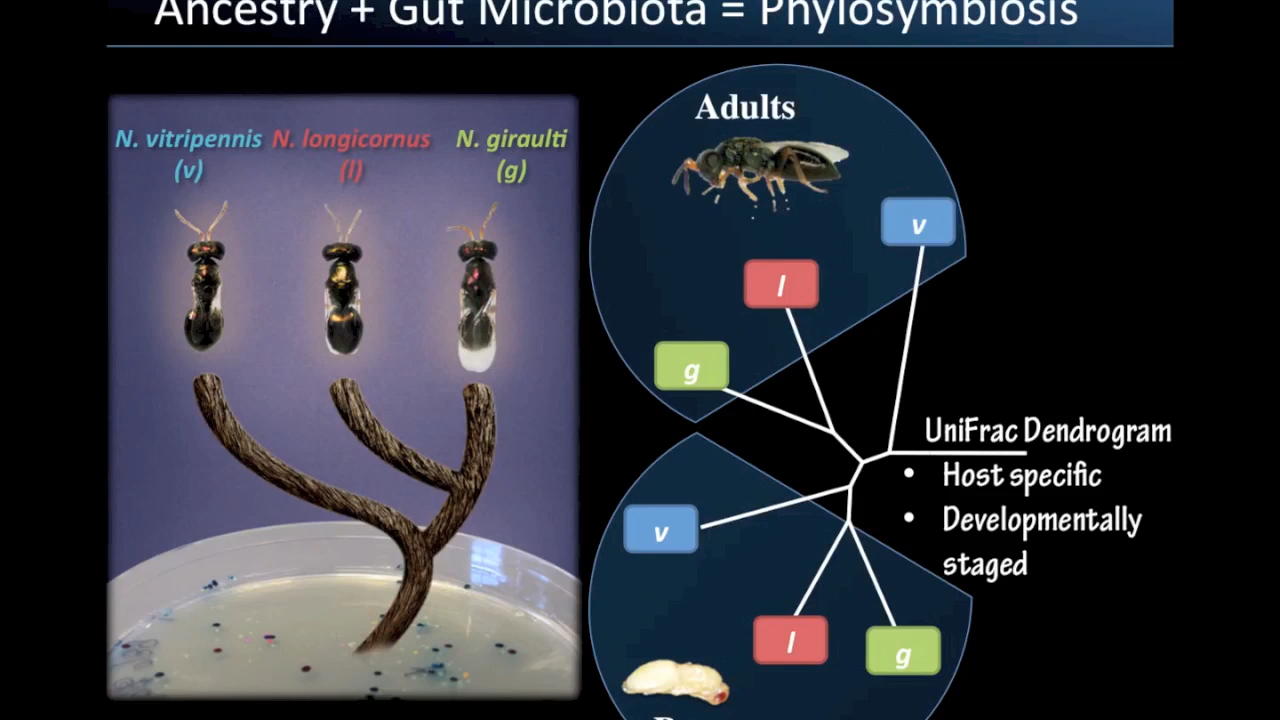 Ancestry + Gut Microbiota = Phylosymbiosis
N. vitripennis N. longicornus N. giraulti
(v) (l) (g)
Adults
v
l
g
UniFrac Dendrogram
• Host specific
• Developmentally
staged
v
l
g